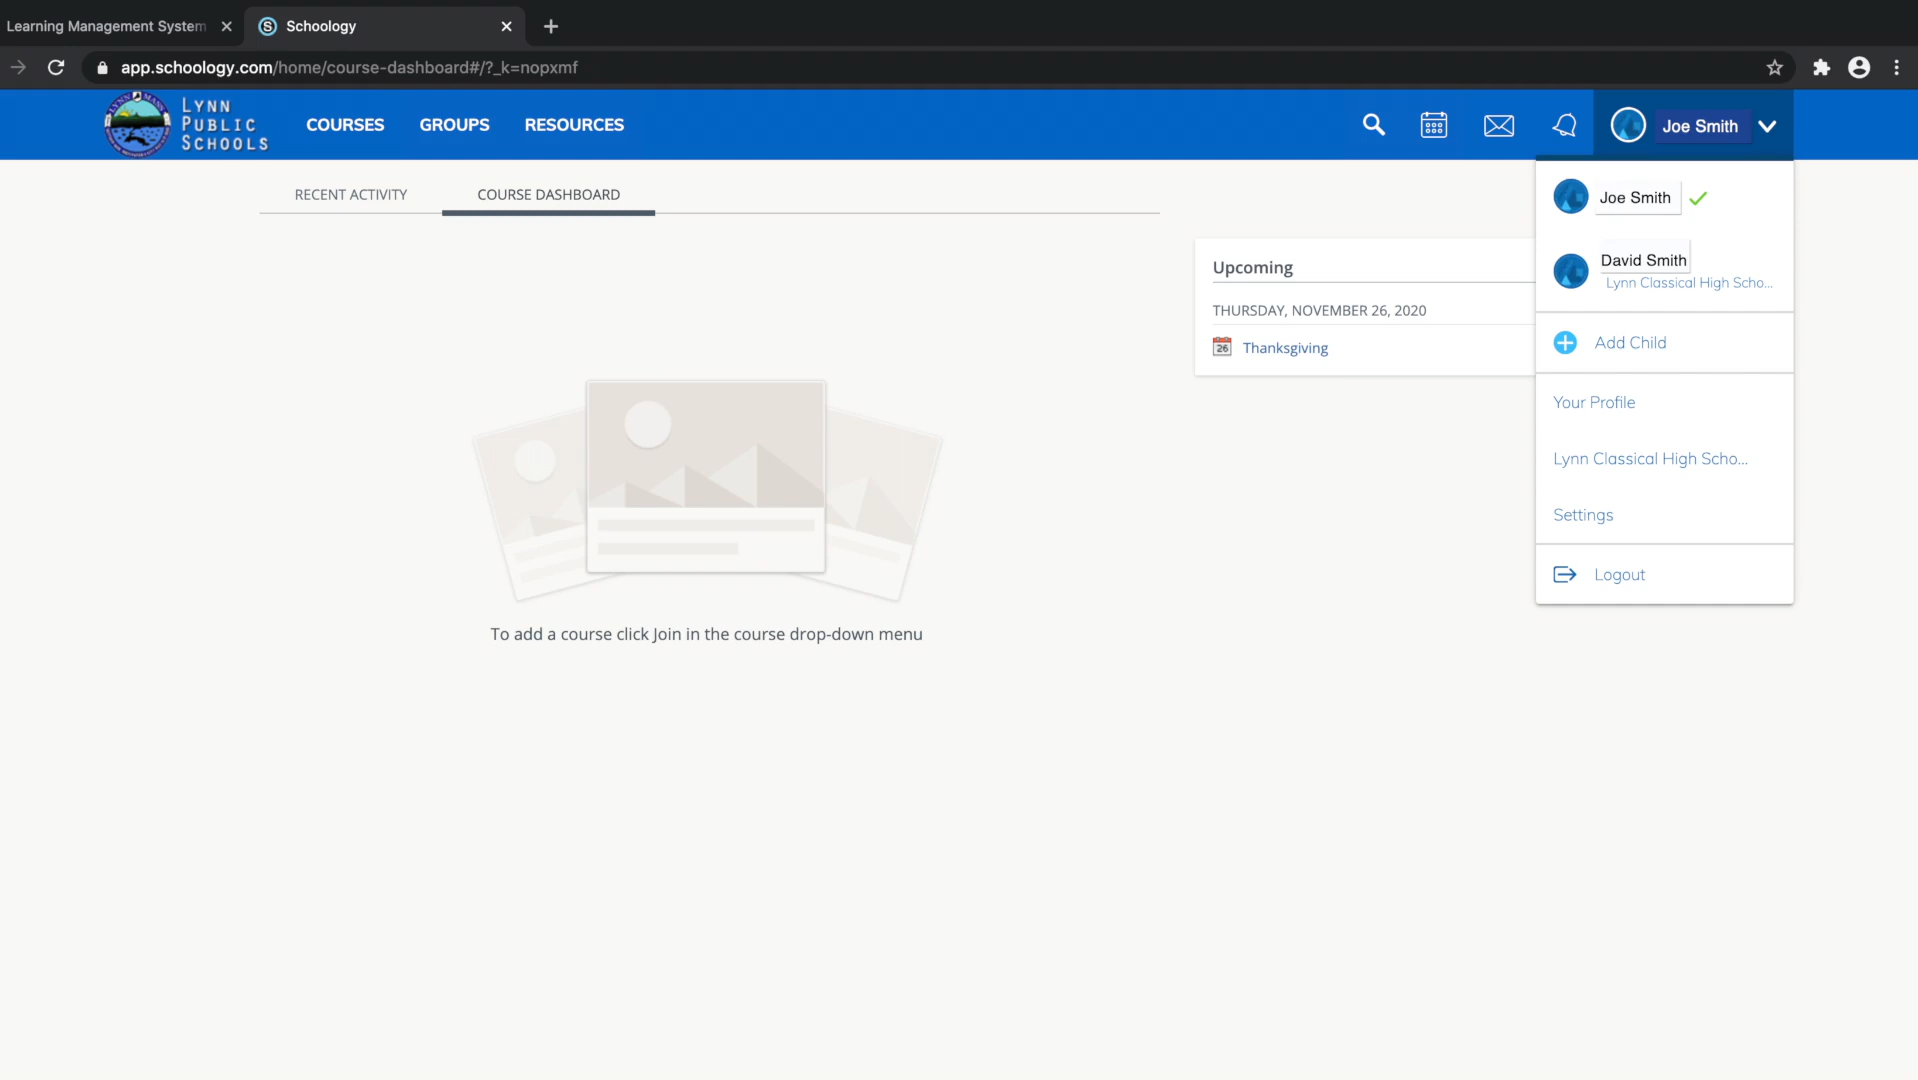 Learning Management System
Schoology
app.schoology.com/home/course-dashboard#/?_k=nopxmf
LYNN
PUBLIC
SCHOOLS
COURSES
GROUPS
RESOURCES
Joe Smith
RECENT ACTIVITY
COURSE DASHBOARD
Joe Smith
David Smith
Lynn Classical High Scho...
Upcoming
THURSDAY, NOVEMBER 26, 2020
26 Thanksgiving
Add Child
Your Profile
Lynn Classical High Scho...
Settings
Logout
To add a course click Join in the course drop-down menu